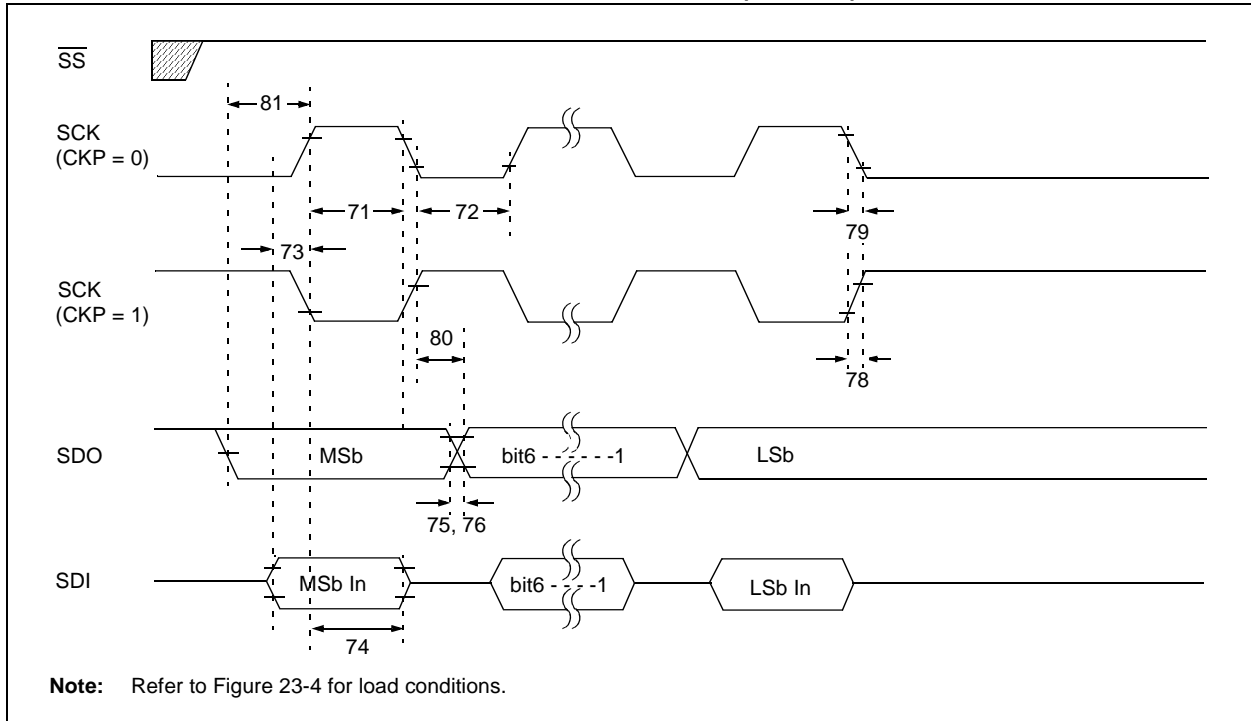 SS
81
SCK
(CKP = 0)
71
72
79
73
SCK
(CKP = 1)
80
78
SDO
MSb
bit6 - - - - - -1
LSb
75, 76
SDI
MSb In
bit6 - - - - -1
LSb In
74
Note: Refer to Figure 23-4 for load conditions.